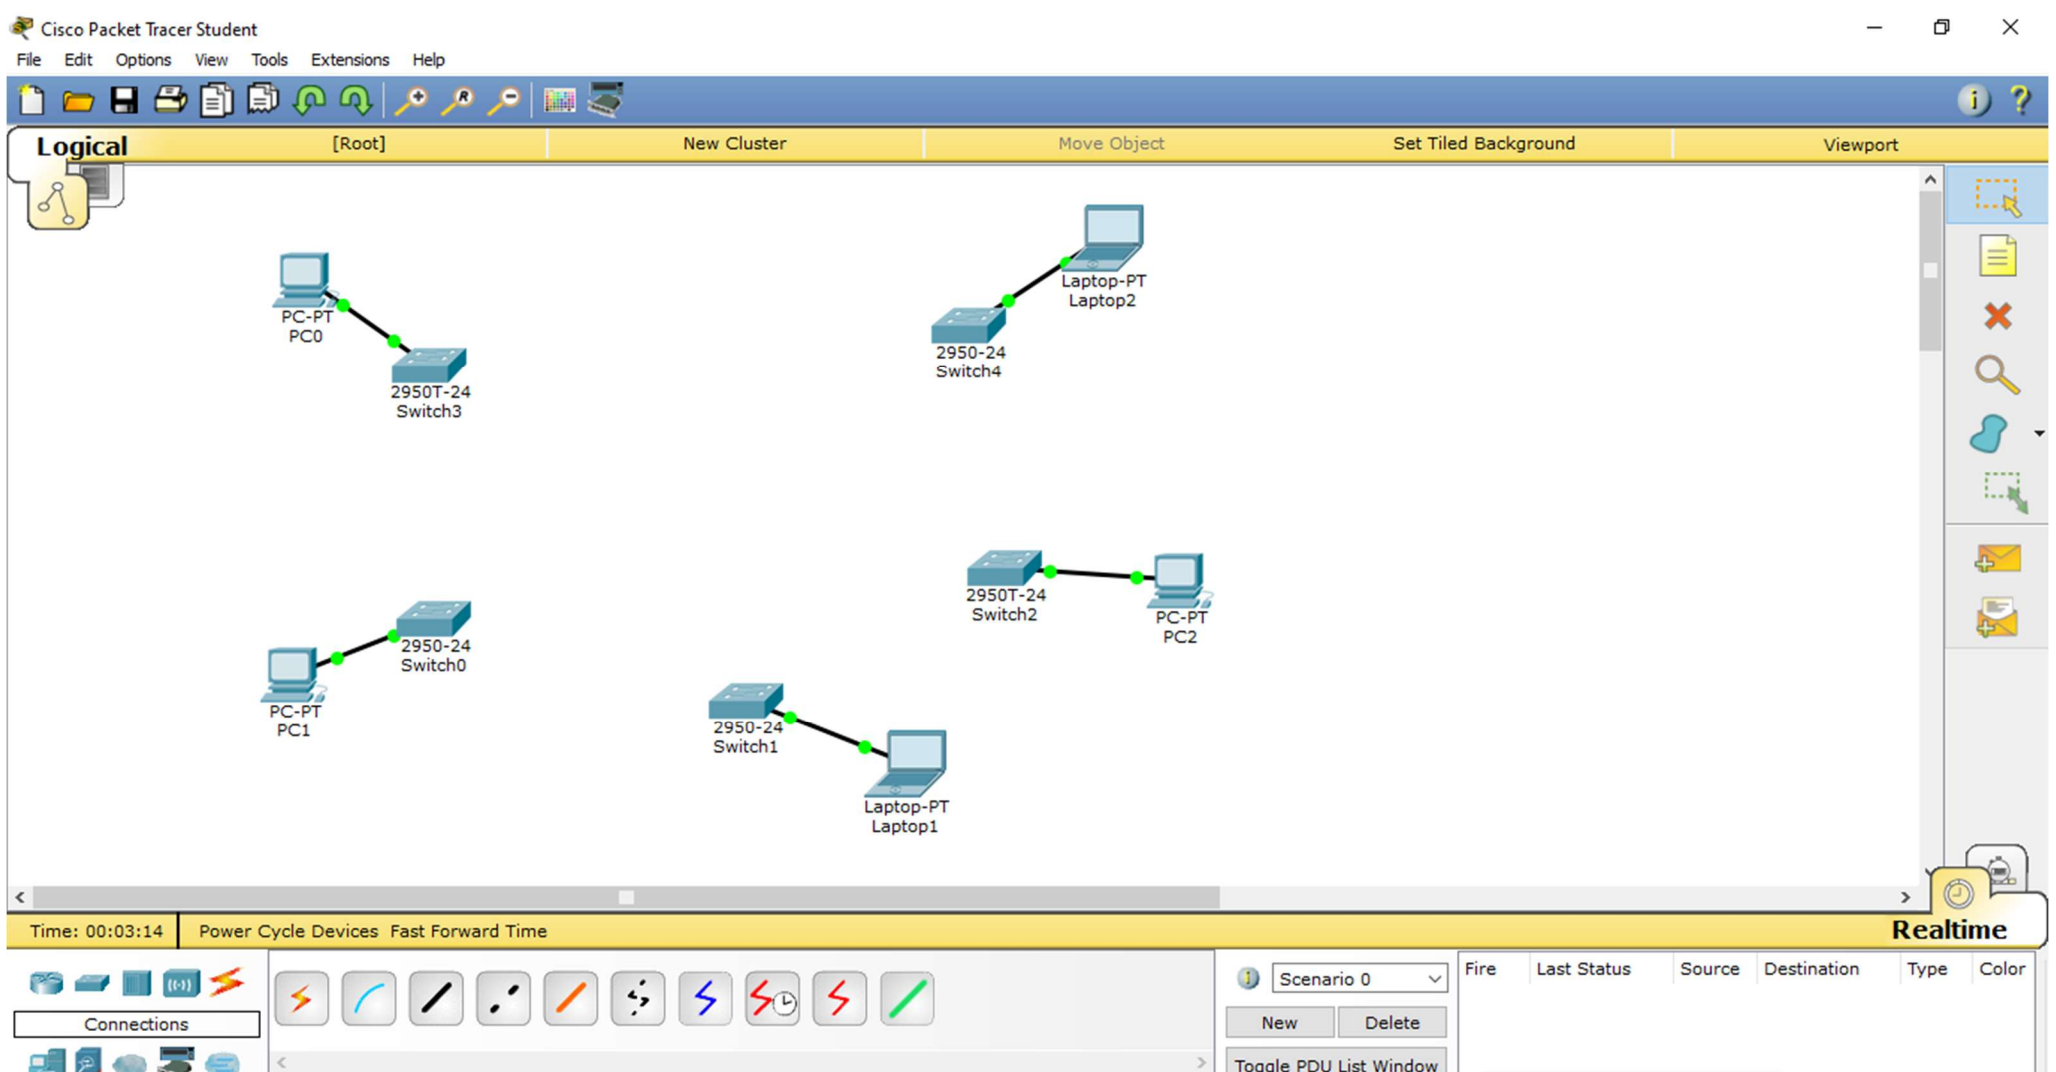 Cisco Packet Tracer Student
File Edit Options View Tools Extensions Help
Logical [Root] New Cluster Move Object Set Tiled Background Viewport
Laptop-PT
Laptop2
PC-PT
PC0
2950-24
Switch4
2950T-24
Switch3
2950T-24
Switch2
PC-PT
PC2
2950-24
Switch0
PC-PT
PC1
2950-24
Switch1
Laptop-PT
Laptop1
Time: 00:03:14 Power Cycle Devices Fast Forward Time Realtime
Scenario 0 Fire Last Status Source Destination Type Color
Connections New Delete
Toggle PDU List Window